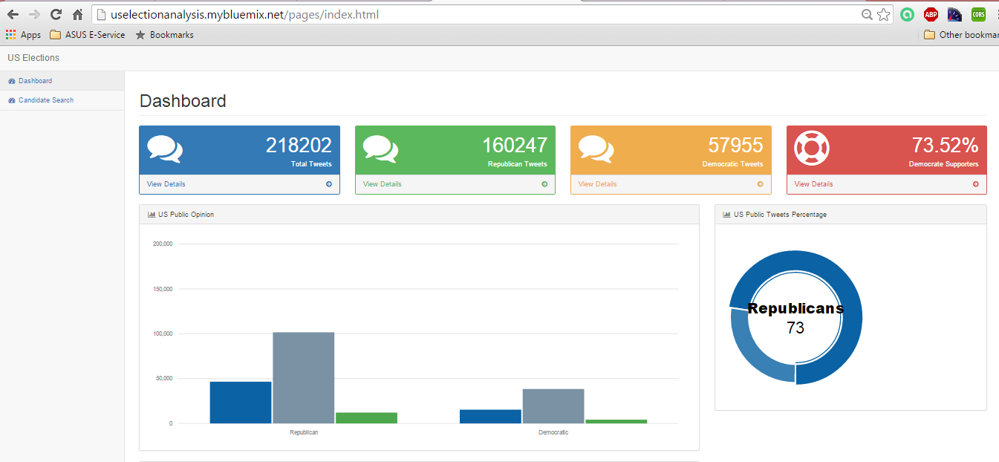 uselectionanalysis.mybluemix.net/pages/index.html
ABP
CORS
Apps
ASUS E-Service
Bookmarks
Other bookmar
US Elections
Dashboard
Candidate Search
Dashboard
218202
Total Tweets
View Details
160247
Republican Tweets
View Details
57955
Democratic Tweets
View Details
73.52%
Democrate Supporters
View Details
US Public Opinion
200,000
150,000
100,000
50,000
0
Republican
Democratic
US Public Tweets Percentage
Republicans
73